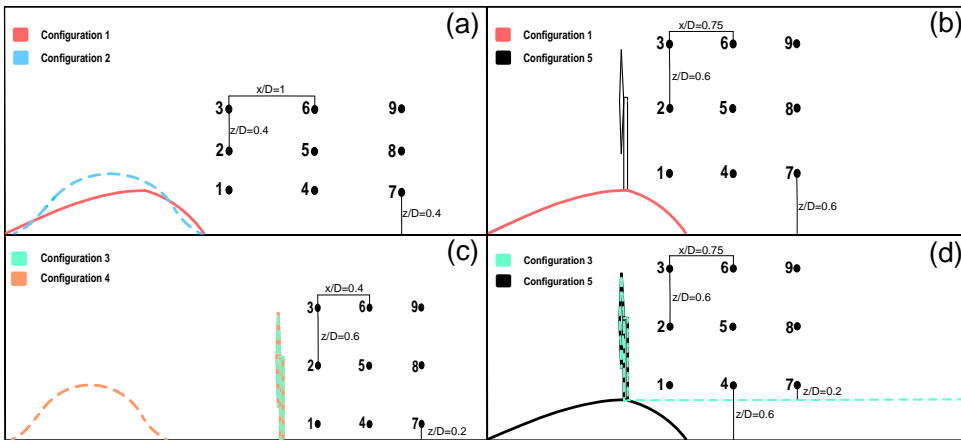 (a)
Configuration 1
Configuration 2
x/D=1
3 6 9
z/D=0.4
2 5 8
1 4 7
z/D=0.4
(b)
Configuration 1
Configuration 5
x/D=0.75
3 6 9
z/D=0.6
2 5 8
1 4 7
z/D=0.6
(c)
Configuration 3
Configuration 4
x/D=0.4
3 6 9
z/D=0.6
2 5 8
1 4 7
z/D=0.2
(d)
Configuration 3
Configuration 5
x/D=0.75
3 6 9
z/D=0.6
2 5 8
1 4 7
z/D=0.2
z/D=0.6